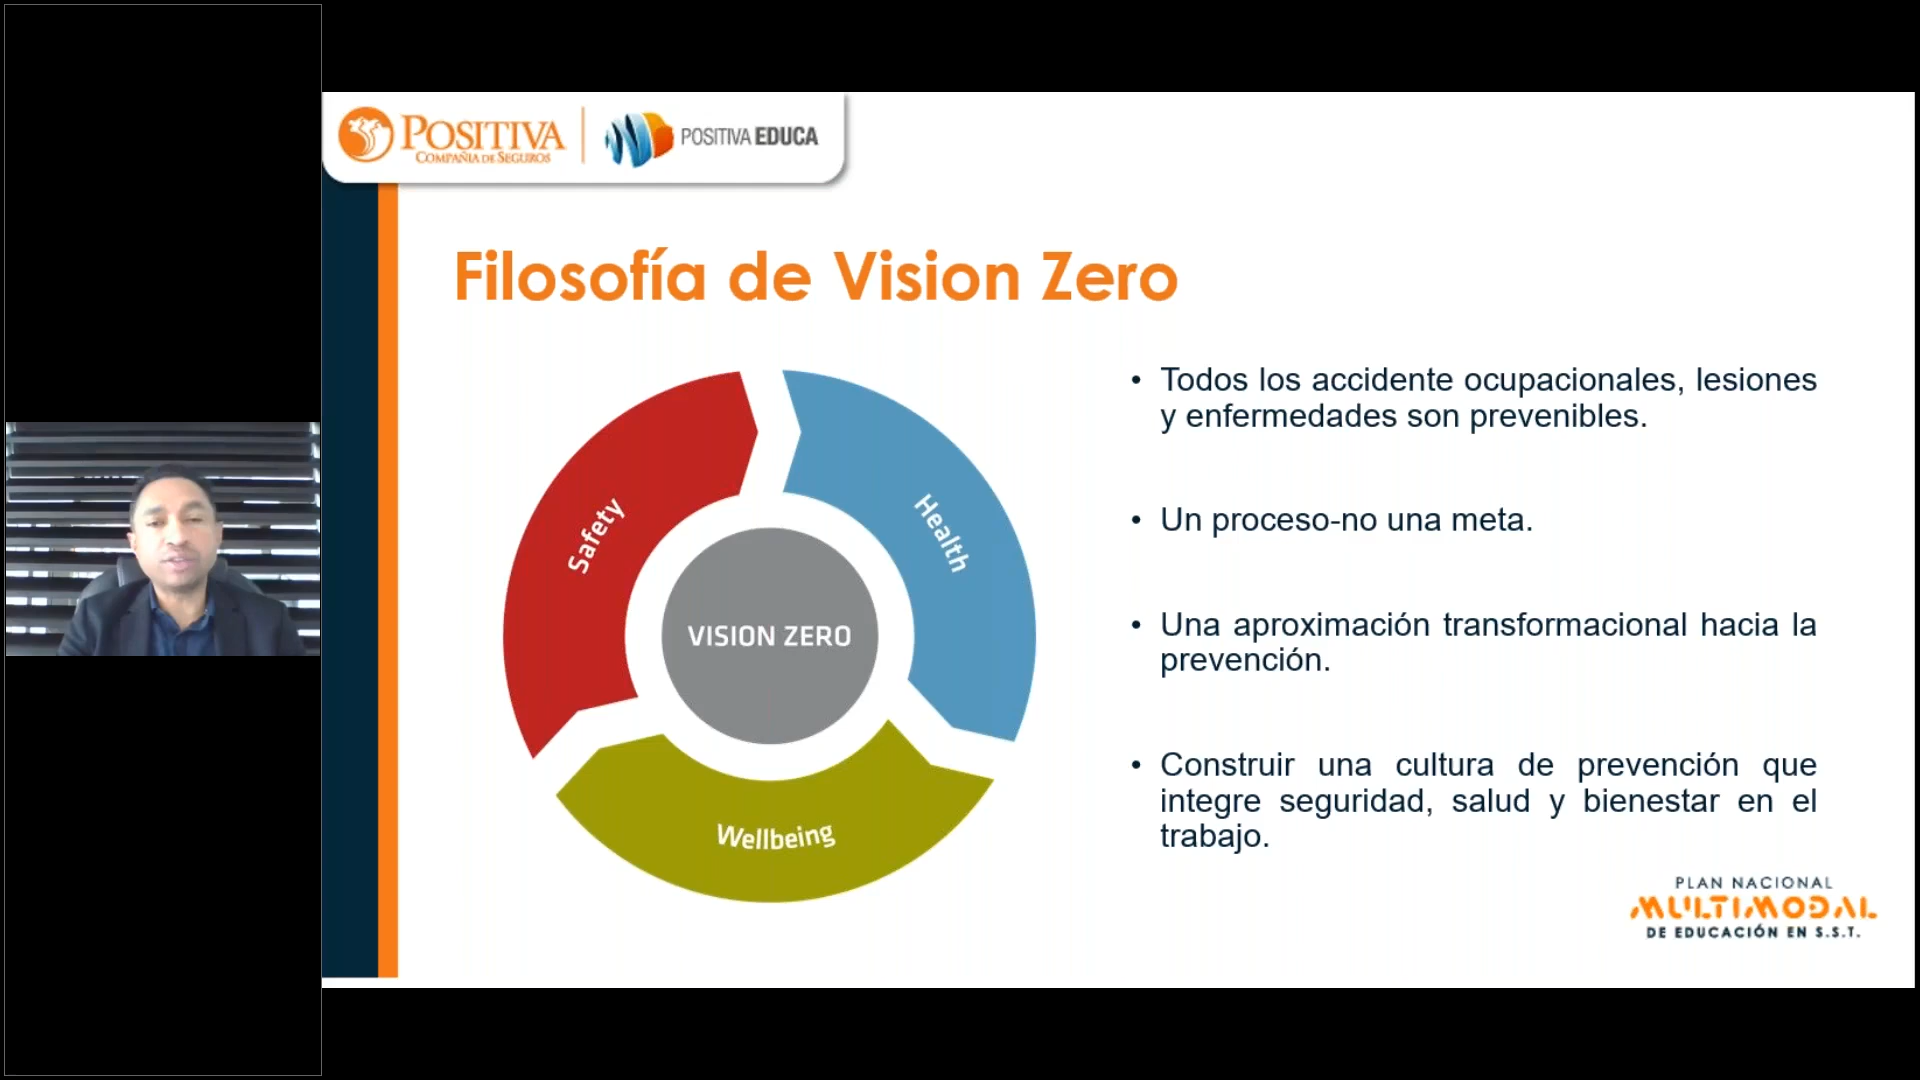 POSITIVA
COMPAÑIA DE SEGUROS
POSITIVA EDUCA
Filosofía de Vision Zero
Safety
Health
VISION ZERO
Wellbeing
• Todos los accidente ocupacionales, lesiones
y enfermedades son prevenibles.
• Un proceso-no una meta.
• Una aproximación transformacional hacia la
prevención.
• Construir una cultura de prevención que
integre seguridad, salud y bienestar en el
trabajo.
PLAN NACIONAL
MULTIMODAL
DE EDUCACIÓN EN S.S.T.